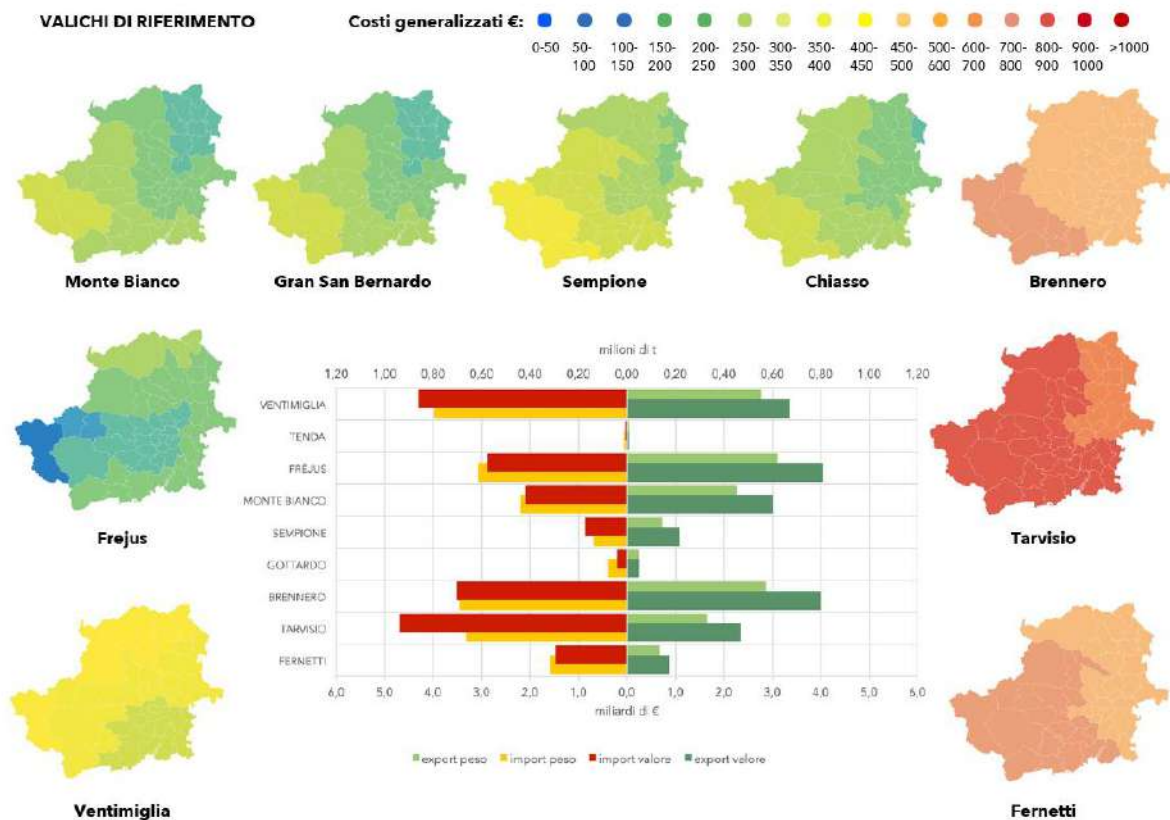 VALICHI DI RIFERIMENTO
Costi generalizzati €:
0-50 50- 100- 150- 200- 250- 300- 350- 400- 450- 500- 600- 700- 800- 900- >1000
100 150 200 250 300 350 400 450 500 600 700 800 900 1000
Monte Bianco Gran San Bernardo Sempione Chiasso Brennero
milioni di t
1,20 1,00 0,80 0,60 0,40 0,20 0,00 0,20 0,40 0,60 0,80 1,00 1,20
VENTIMIGLIA
TENDA
FRÉJUS
MONTE BIANCO
SEMPIONE
GOTTARDO
BRENNERO
TARVISIO
FERNETTI
6,0 5,0 4,0 3,0 2,0 1,0 0,0 1,0 2,0 3,0 4,0 5,0 6,0
miliardi di €
export peso import peso import valore export valore
Frejus
Tarvisio
Ventimiglia
Fernetti